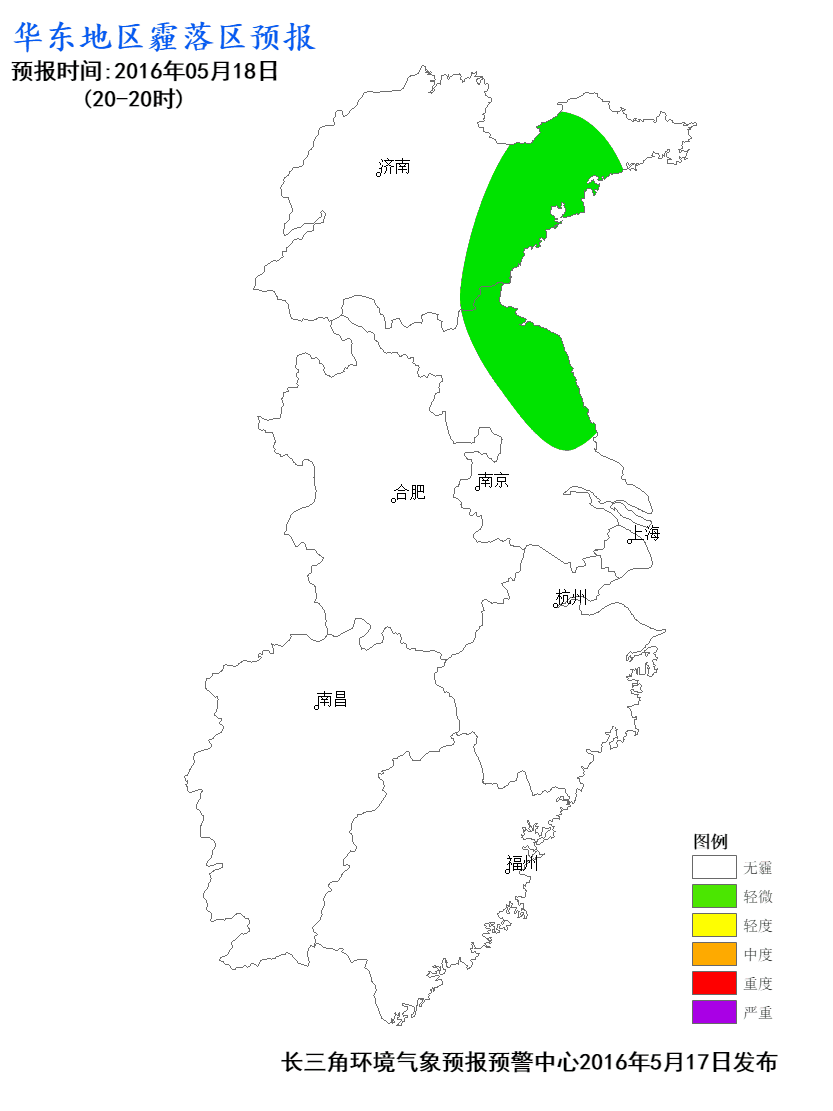 华东地区霾落区预报
预报时间:2016年05月18日
(20-20时)
济南
合肥
南京
上海
杭州
南昌
福州
图例
无霾
轻微
轻度
中度
重度
严重
长三角环境气象预报预警中心2016年5月17日发布